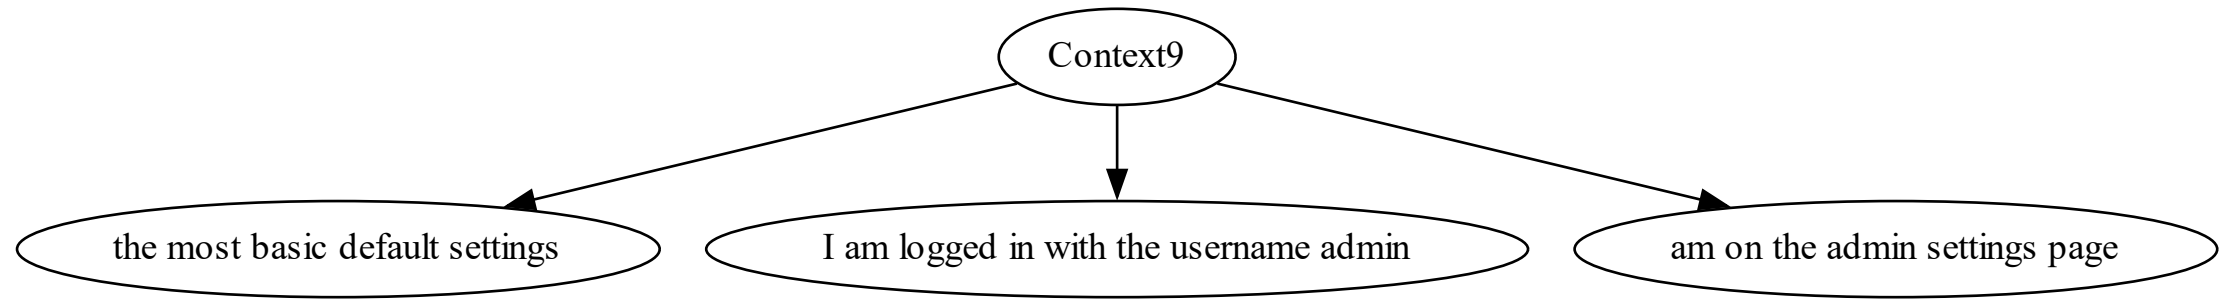 Context9
the most basic default settings
I am logged in with the username admin
am on the admin settings page